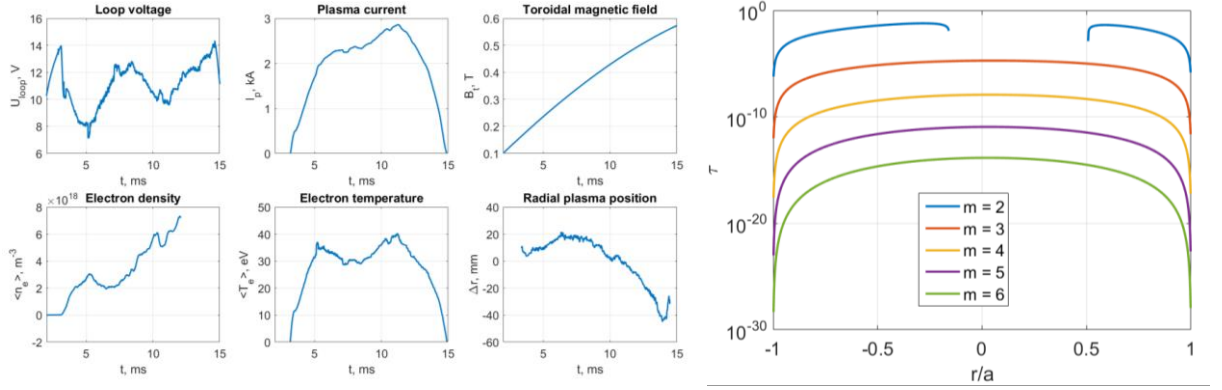 Loop voltage
U_loop, V
16
14
12
10
8
6
5
10
15
t, ms
Plasma current
I_p, kA
3
2
1
0
5
10
15
t, ms
Toroidal magnetic field
B_t, T
0.6
0.5
0.4
0.3
0.2
0.1
5
10
15
t, ms
Electron density
×10^18
<n_e>, m^-3
8
6
4
2
0
-2
5
10
15
t, ms
Electron temperature
<T_e>, eV
50
40
30
20
10
0
5
10
15
t, ms
Radial plasma position
Δr, mm
40
20
0
-20
-40
-60
5
10
15
t, ms
τ
10^0
10^-10
10^-20
10^-30
m = 2
m = 3
m = 4
m = 5
m = 6
-1
-0.5
0
0.5
1
r/a